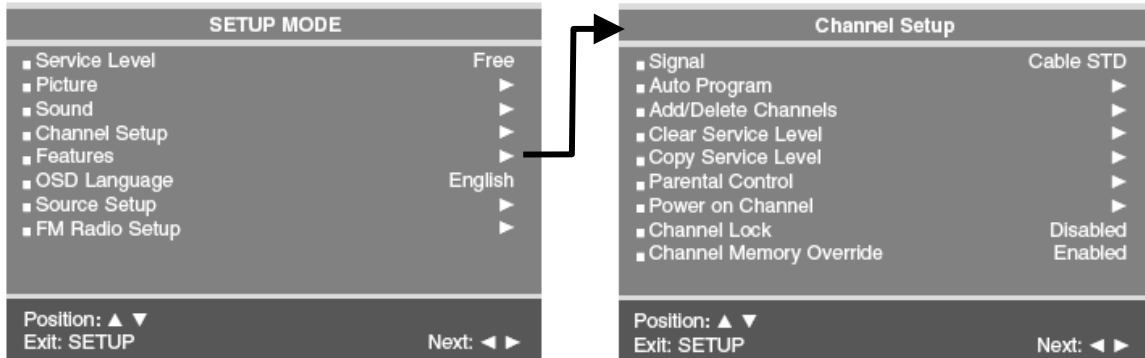 SETUP MODE
Service Level Free
Picture ►
Sound ►
Channel Setup ►
Features ►
OSD Language English
Source Setup ►
FM Radio Setup ►
Position: ▲ ▼
Exit: SETUP Next: ◄ ►
Channel Setup
Signal Cable STD
Auto Program ►
Add/Delete Channels ►
Clear Service Level ►
Copy Service Level ►
Parental Control ►
Power on Channel ►
Channel Lock Disabled
Channel Memory Override Enabled
Position: ▲ ▼
Exit: SETUP Next: ◄ ►